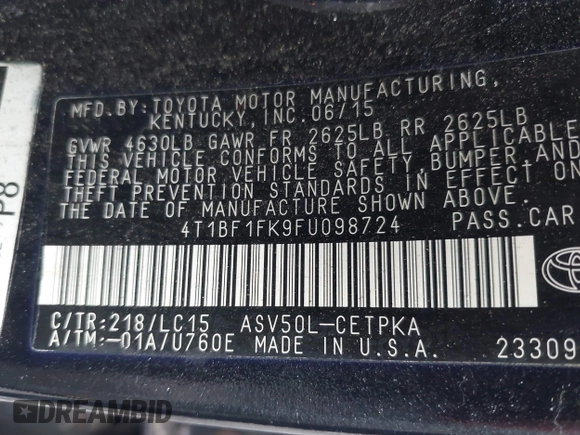 MFD.BY:TOYOTA MOTOR MANUFACTURING,
KENTUCKY, INC. 06/15
GVWR 4630LB GAWR FR 2625LB RR 2625LB
THIS VEHICLE CONFORMS TO ALL APPLICABLE
FEDERAL MOTOR VEHICLE SAFETY, BUMPER, AND
THEFT PREVENTION STANDARDS IN EFFECT ON
THE DATE OF MANUFACTURE SHOWN ABOVE.
4T1BF1FK9FU098724 PASS.CAR
C/TR:218/LC15 ASV50L-CETPKA
A/TM:-01A/U760E MADE IN U.S.A. 23309
P8
DREAMBID